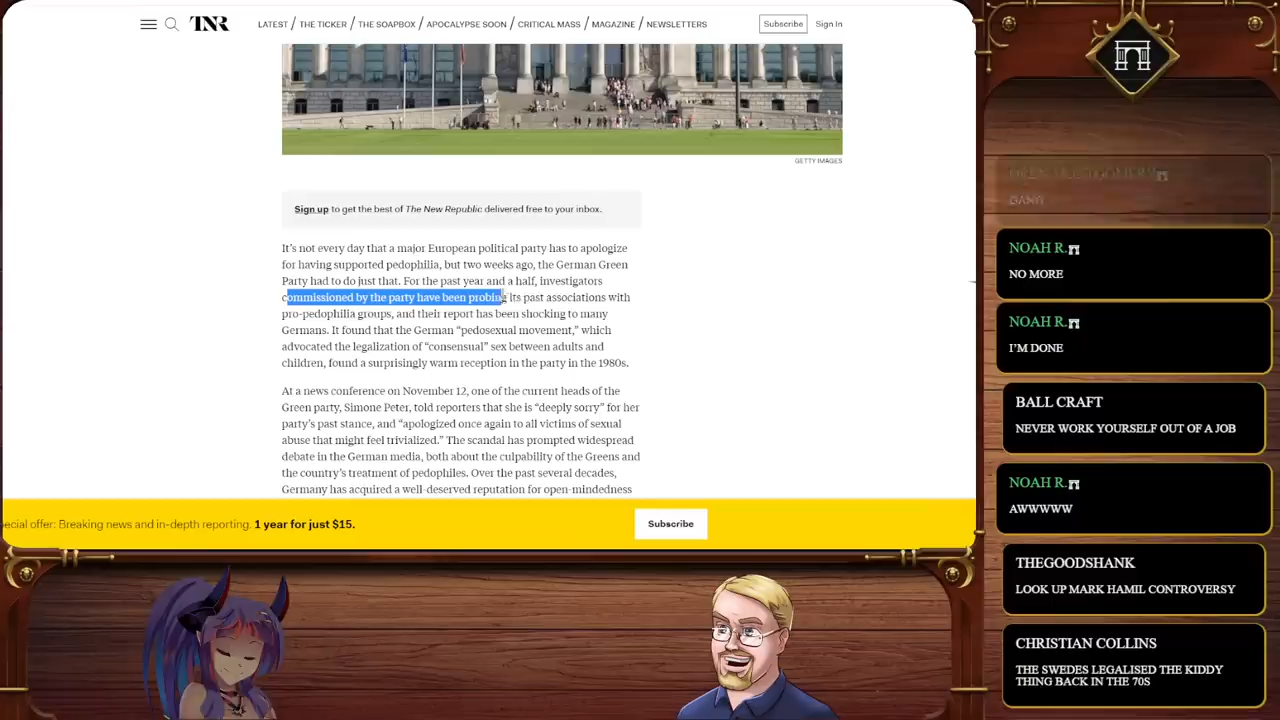 TNR
LATEST / THE TICKER / THE SOAPBOX / APOCALYPSE SOON / CRITICAL MASS / MAGAZINE / NEWSLETTERS
Subscribe
Sign In
GETTY IMAGES
Sign up to get the best of The New Republic delivered free to your inbox.
It's not every day that a major European political party has to apologize
for having supported pedophilia, but two weeks ago, the German Green
Party had to do just that. For the past year and a half, investigators
commissioned by the party have been probing its past associations with
pro-pedophilia groups, and their report has been shocking to many
Germans. It found that the German “pedosexual movement,” which
advocated the legalization of “consensual” sex between adults and
children, found a surprisingly warm reception in the party in the 1980s.
At a news conference on November 12, one of the current heads of the
Green party, Simone Peter, told reporters that she is “deeply sorry” for her
party's past stance, and “apologized once again to all victims of sexual
abuse that might feel trivialized.” The scandal has prompted widespread
debate in the German media, both about the culpability of the Greens and
the country's treatment of pedophiles. Over the past several decades,
Germany has acquired a well-deserved reputation for open-mindedness
ecial offer: Breaking news and in-depth reporting. 1 year for just $15.
Subscribe
NOAH R.
NO MORE
NOAH R.
I'M DONE
BALL CRAFT
NEVER WORK YOURSELF OUT OF A JOB
NOAH R.
AWWWWW
THEGOODSHANK
LOOK UP MARK HAMIL CONTROVERSY
CHRISTIAN COLLINS
THE SWEDES LEGALISED THE KIDDY
THING BACK IN THE 70S